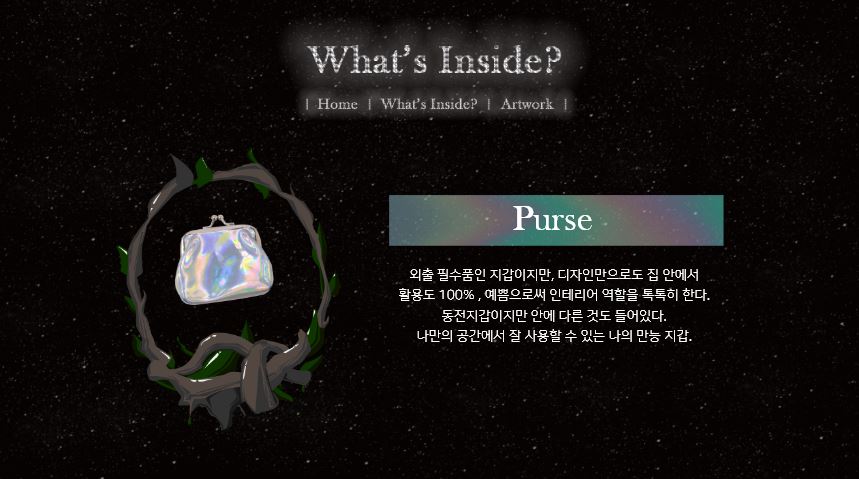 What's Inside?
| Home | What's Inside? | Artwork |
Purse
외출 필수품인 지갑이지만, 디자인만으로도 집 안에서
활용도 100% , 예쁨으로써 인테리어 역할을 톡톡히 한다.
동전지갑이지만 안에 다른 것도 들어있다.
나만의 공간에서 잘 사용할 수 있는 나의 만능 지갑.